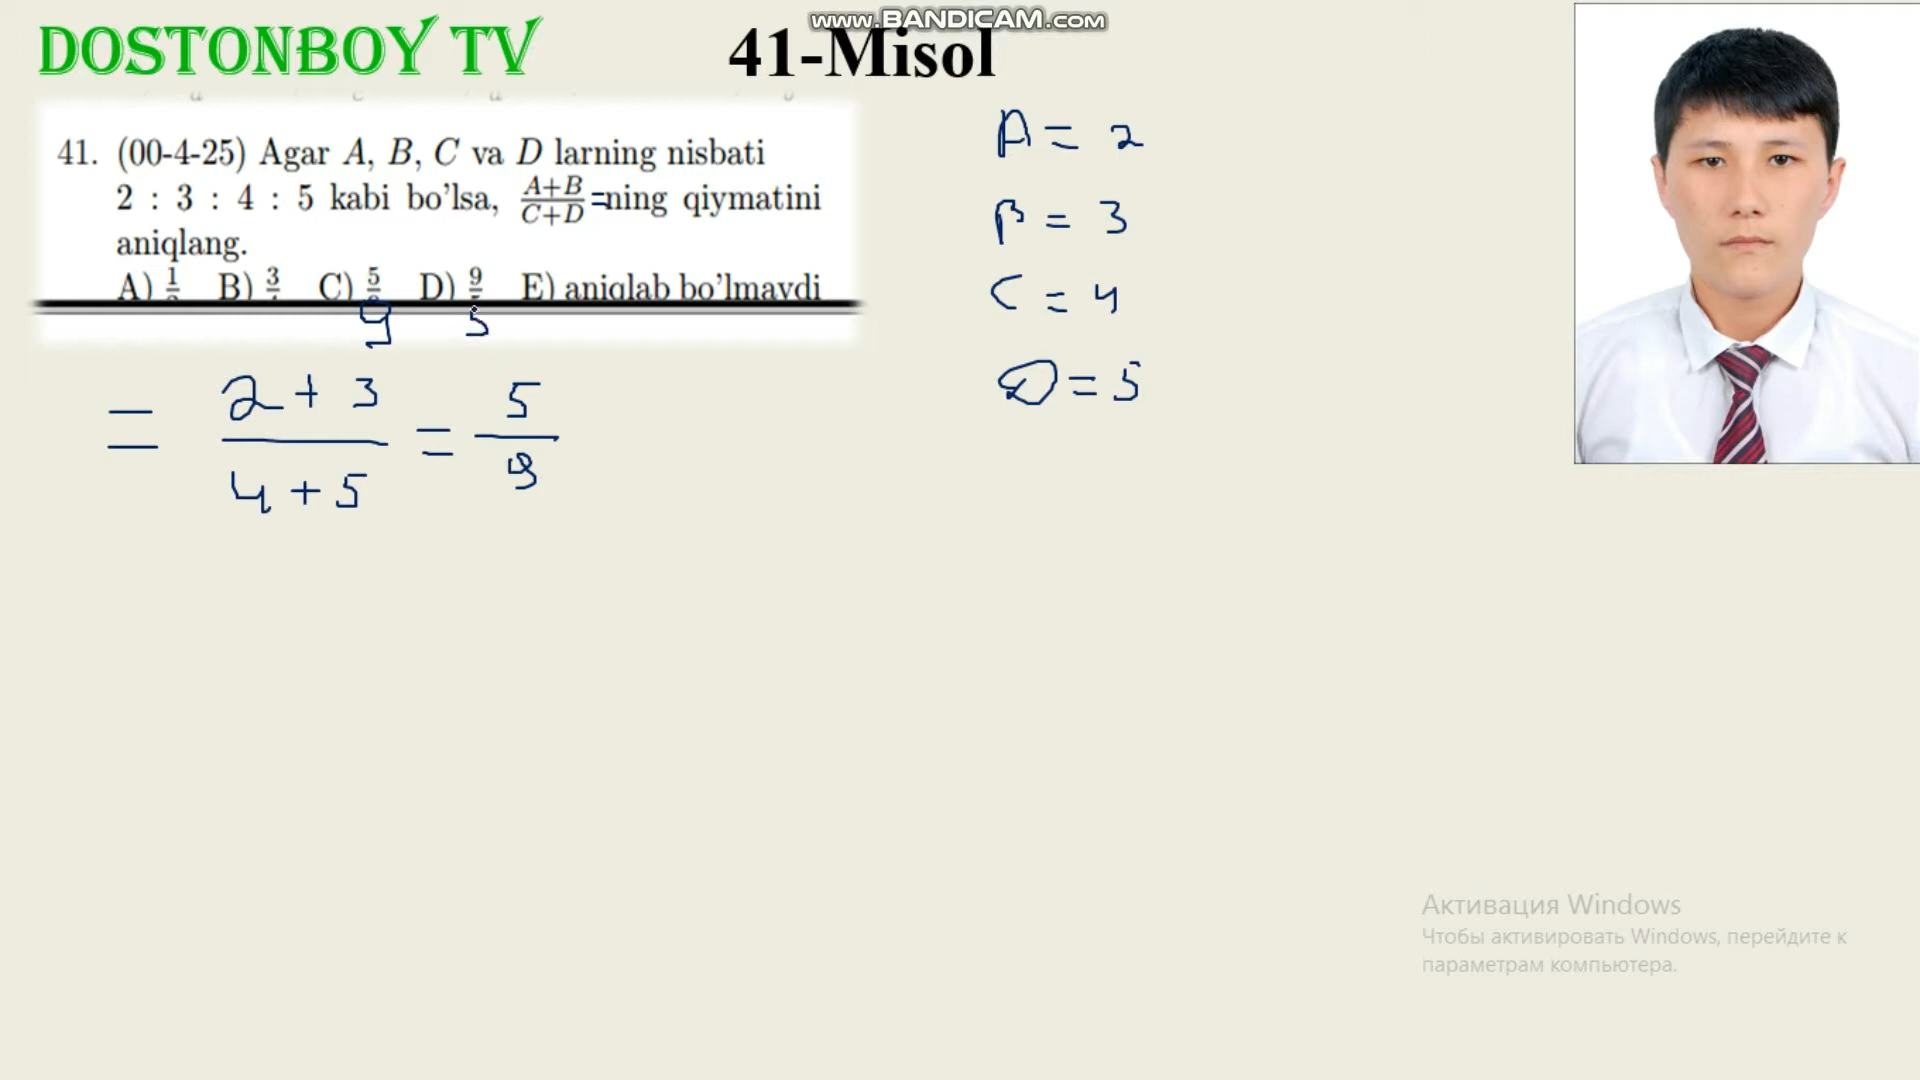 www.BANDICAM.com
DOSTONBOY TV
41-Misol
41. (00-4-25) Agar A, B, C va D larning nisbati
2 : 3 : 4 : 5 kabi bo'lsa, A+B/C+D =ning qiymatini
aniqlang.
A) B) C) 5/9 D) 9/5 E) aniqlab bo'lmaydi
= 2 + 3 / 4 + 5 = 5 / 9
A = 2
B = 3
C = 4
D = 5
Активация Windows
Чтобы активировать Windows, перейдите к
параметрам компьютера.